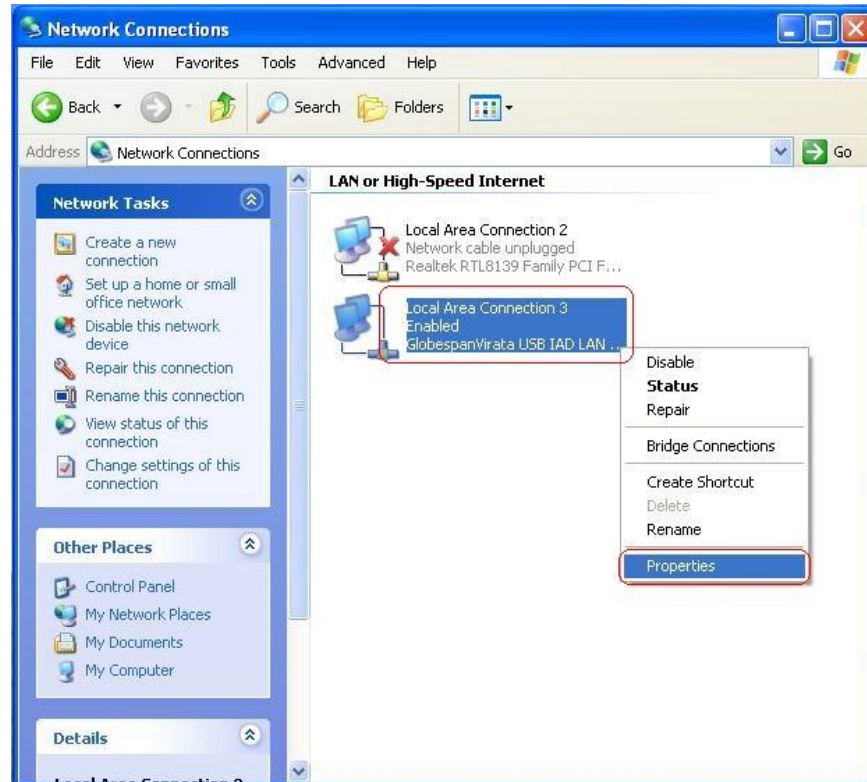 Network Connections
File Edit View Favorites Tools Advanced Help
Back Search Folders
Address Network Connections Go
Network Tasks
Create a new
connection
Set up a home or small
office network
Disable this network
device
Repair this connection
Rename this connection
View status of this
connection
Change settings of this
connection
Other Places
Control Panel
My Network Places
My Documents
My Computer
Details
LAN or High-Speed Internet
Local Area Connection 2
Network cable unplugged
Realtek RTL8139 Family PCI F...
Local Area Connection 3
Enabled
GlobespanVirata USB IAD LAN ...
Disable
Status
Repair
Bridge Connections
Create Shortcut
Delete
Rename
Properties